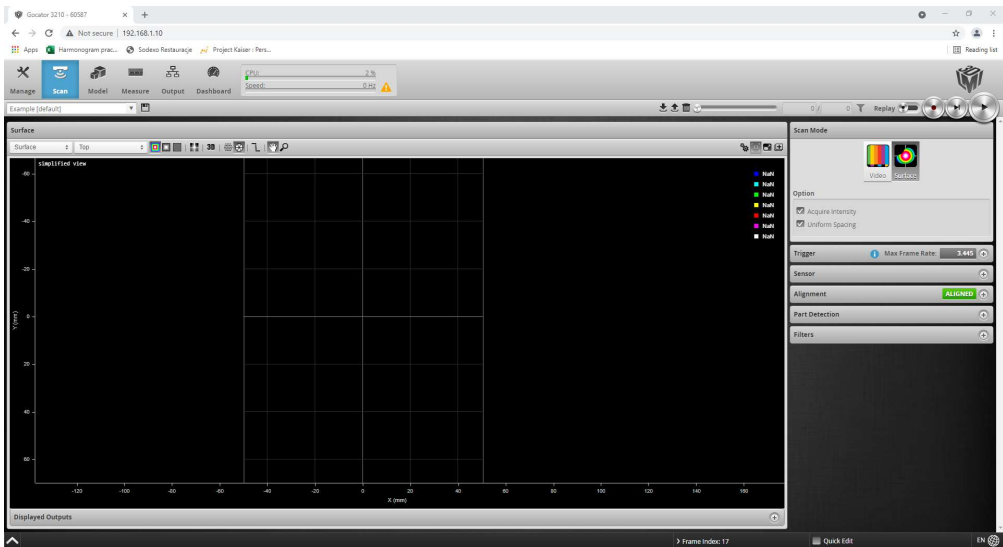 Gocator 3210 - 60587
Not secure | 192.168.1.10
Apps Harmonogram prac... Sodexo Restauracje Project Kaiser : Pers... Reading list
Manage Scan Model Measure Output Dashboard
CPU: 2 %
Speed: 0 Hz
Example [default] 0 / 0 Replay
Surface
Surface Top 3D
simplified view
-60
-40
-20
0
20
40
60
Y (mm)
NaN
NaN
NaN
NaN
NaN
NaN
NaN
-120 -100 -80 -60 -40 -20 0 20 40 60 80 100 120 140 160
X (mm)
Displayed Outputs
Scan Mode
Video Surface
Option
Acquire Intensity
Uniform Spacing
Trigger Max Frame Rate: 3.445
Sensor
Alignment ALIGNED
Part Detection
Filters
Frame Index: 17 Quick Edit EN